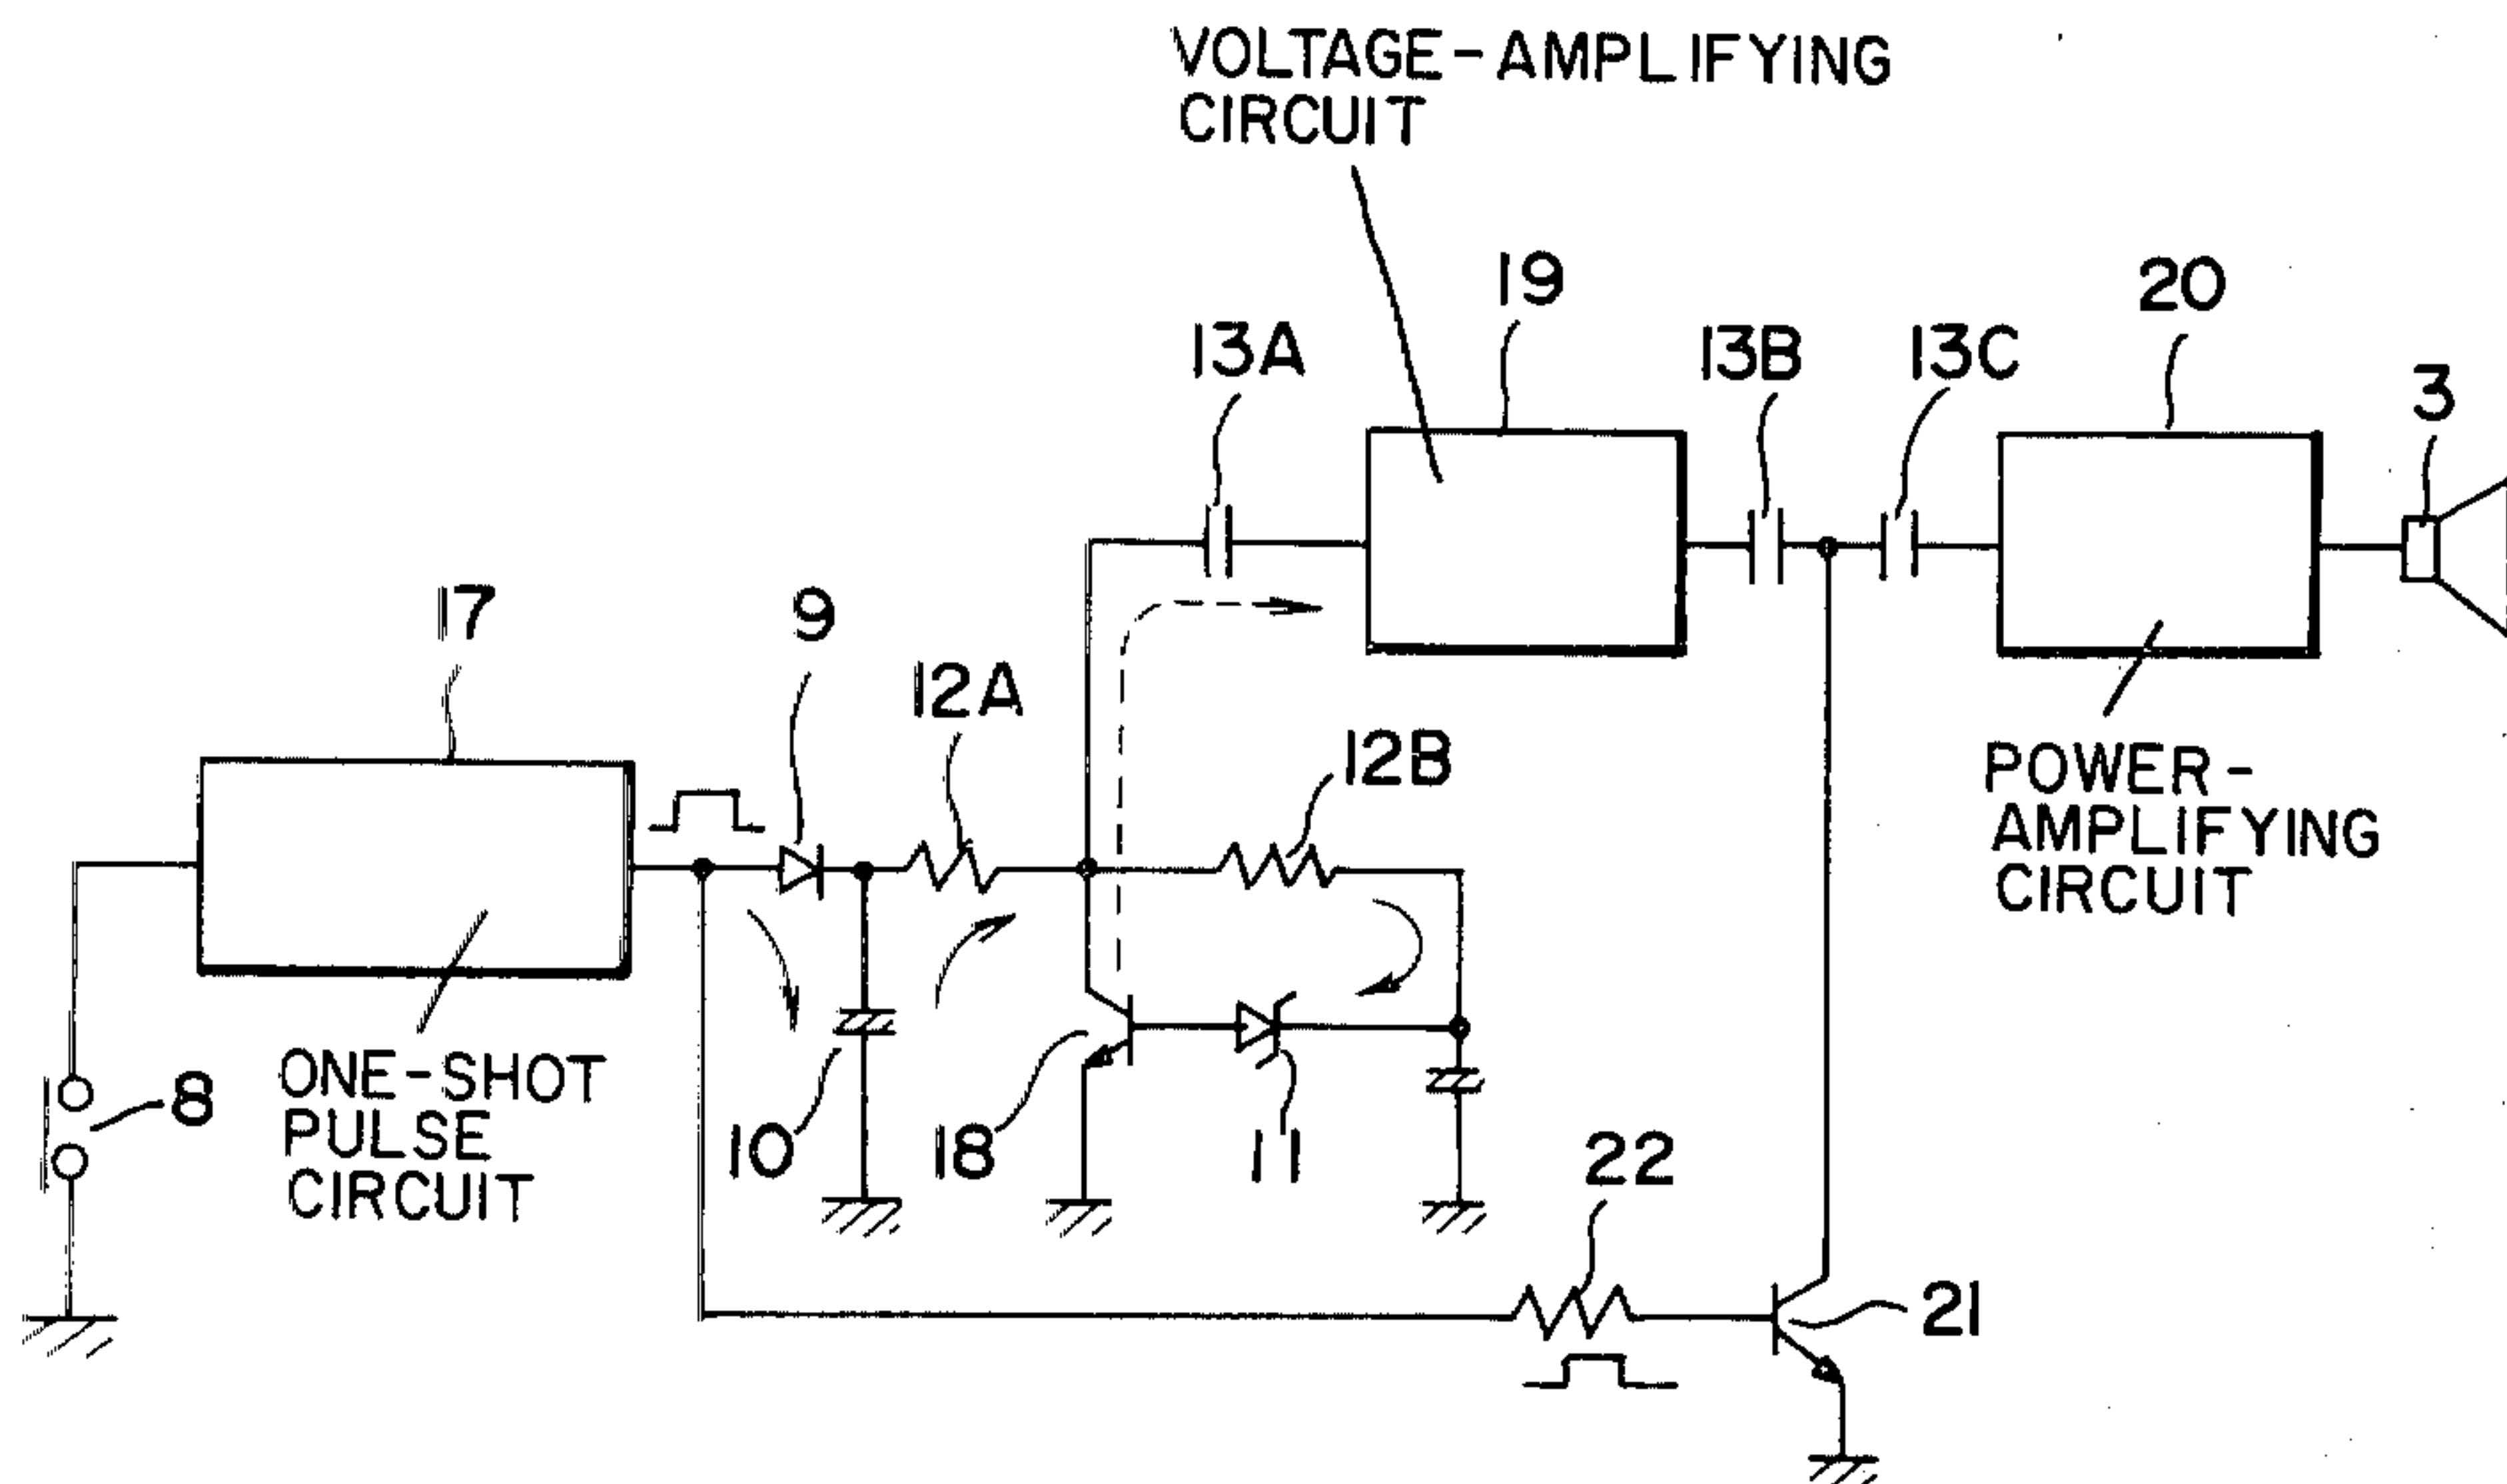 VOLTAGE-AMPLIFYING
CIRCUIT
19
20
13A
13B
13C
3
17
9
12A
12B
POWER-
AMPLIFYING
CIRCUIT
8
ONE-SHOT
PULSE
CIRCUIT
10
18
11
22
21